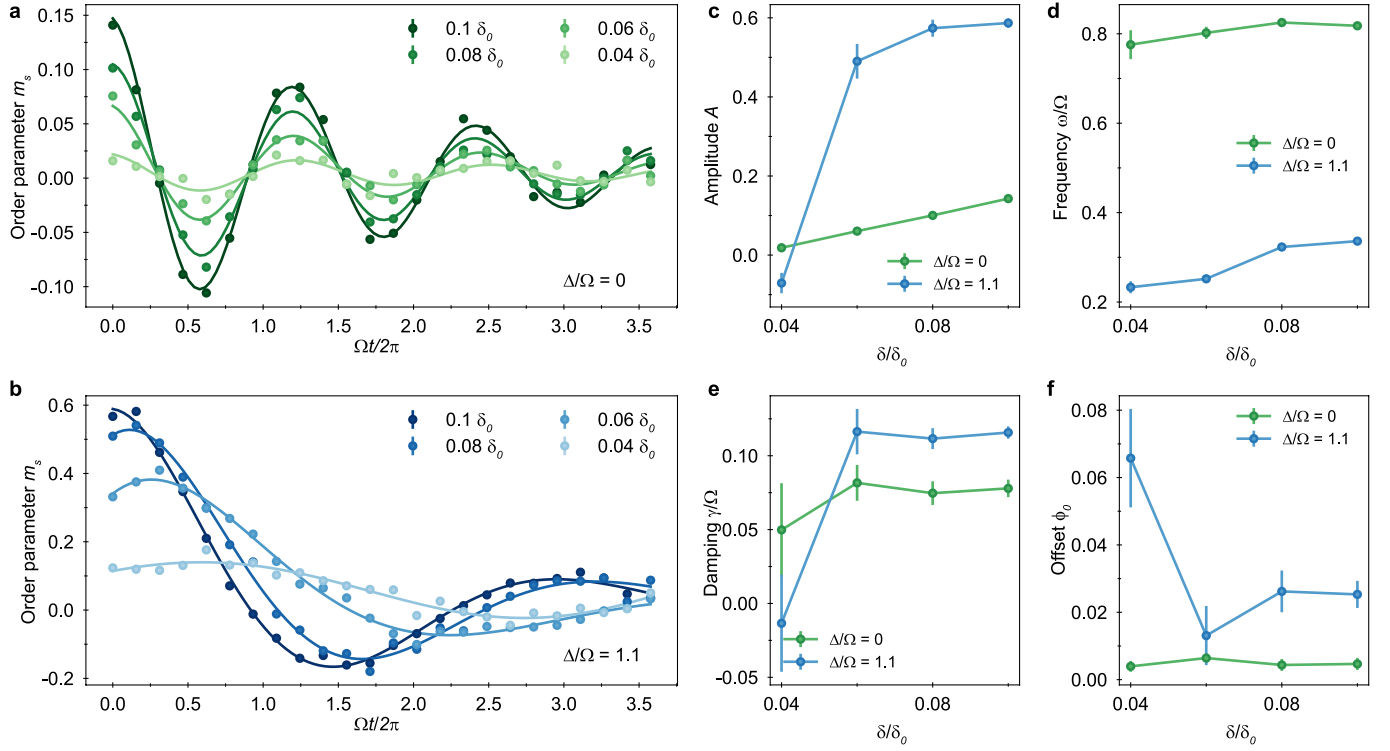 a
Order parameter mₛ
0.15
0.10
0.05
0.00
−0.05
−0.10
0.1 δ₀
0.08 δ₀
0.06 δ₀
0.04 δ₀
Δ/Ω = 0
0.0 0.5 1.0 1.5 2.0 2.5 3.0 3.5
Ωt/2π
b
Order parameter mₛ
0.6
0.4
0.2
0.0
−0.2
0.1 δ₀
0.08 δ₀
0.06 δ₀
0.04 δ₀
Δ/Ω = 1.1
0.0 0.5 1.0 1.5 2.0 2.5 3.0 3.5
Ωt/2π
c
Amplitude A
0.6
0.4
0.2
0.0
Δ/Ω = 0
Δ/Ω = 1.1
0.04 0.08
δ/δ₀
d
Frequency ω/Ω
0.8
0.6
0.4
0.2
Δ/Ω = 0
Δ/Ω = 1.1
0.04 0.08
δ/δ₀
e
Damping γ/Ω
0.10
0.05
0.00
−0.05
Δ/Ω = 0
Δ/Ω = 1.1
0.04 0.08
δ/δ₀
f
Offset ϕ₀
0.08
0.06
0.04
0.02
0.00
Δ/Ω = 0
Δ/Ω = 1.1
0.04 0.08
δ/δ₀